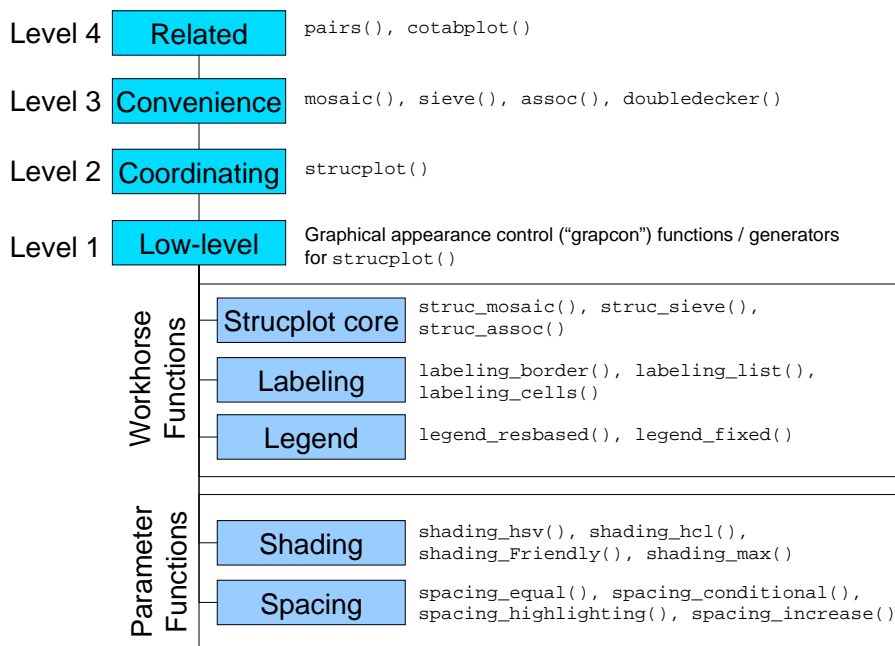 Level 4 Related pairs(), cotabplot()
Level 3 Convenience mosaic(), sieve(), assoc(), doubledecker()
Level 2 Coordinating strucplot()
Level 1 Low-level Graphical appearance control (“grapcon”) functions / generators
for strucplot()
Workhorse
Functions
Strucplot core struc_mosaic(), struc_sieve(),
struc_assoc()
Labeling labeling_border(), labeling_list(),
labeling_cells()
Legend legend_resbased(), legend_fixed()
Parameter
Functions
Shading shading_hsv(), shading_hcl(),
shading_Friendly(), shading_max()
Spacing spacing_equal(), spacing_conditional(),
spacing_highlighting(), spacing_increase()